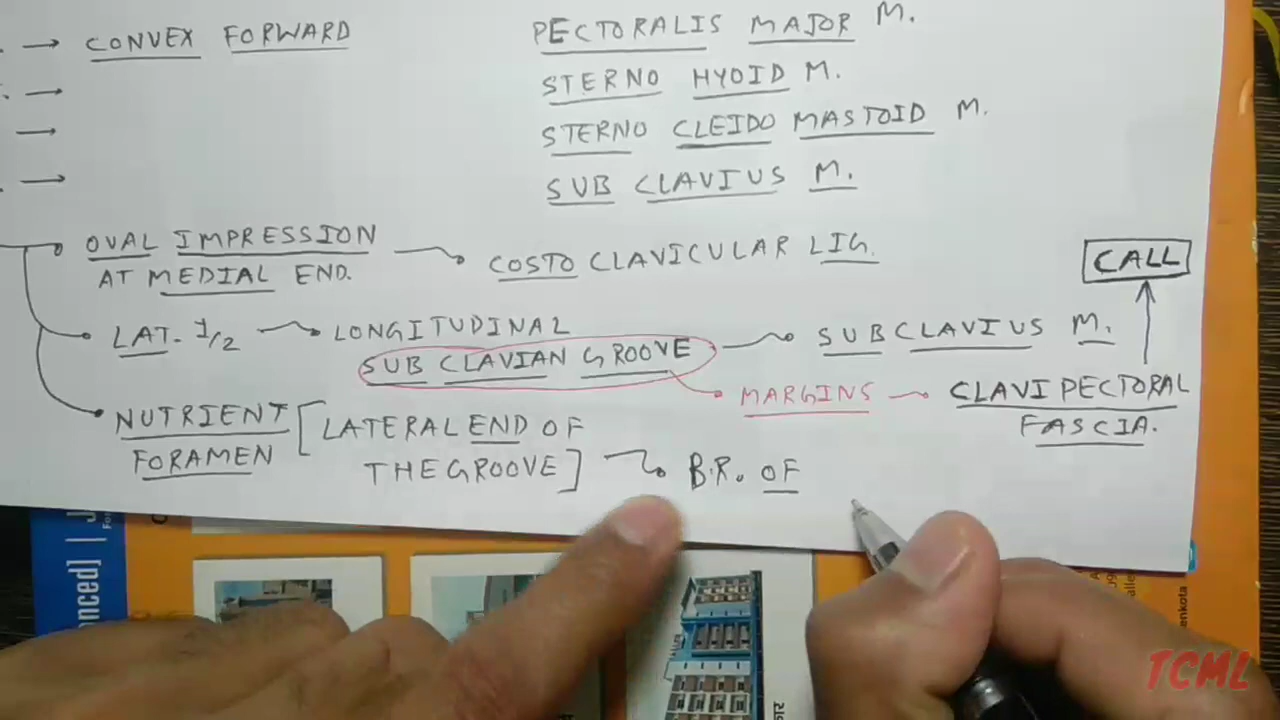 → CONVEX FORWARD
PECTORALIS MAJOR M.
STERNO HYOID M.
STERNO CLEIDO MASTOID M.
SUB CLAVIUS M.
OVAL IMPRESSION
AT MEDIAL END.
COSTO CLAVICULAR LIG.
CALL
LAT. 1/2
LONGITUDINAL
SUB CLAVIAN GROOVE
SUBCLAVIUS M.
MARGINS
CLAVI PECTORAL
FASCIA.
NUTRIENT
FORAMEN
[LATERAL END OF
THE GROOVE]
B.R. OF
nced]
enkota
TCML